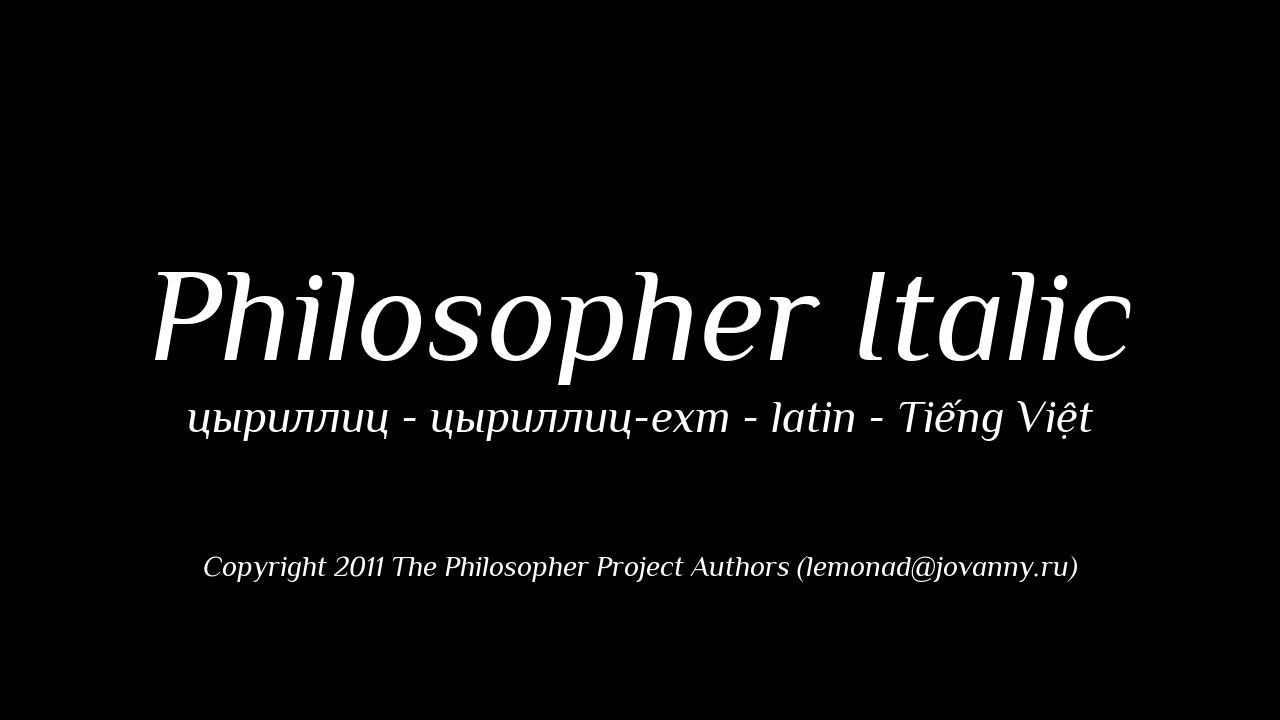 Philosopher Italic
цыриллиц - цыриллиц-ехт - latin - Tiếng Việt
Copyright 2011 The Philosopher Project Authors (lemonad@jovanny.ru)